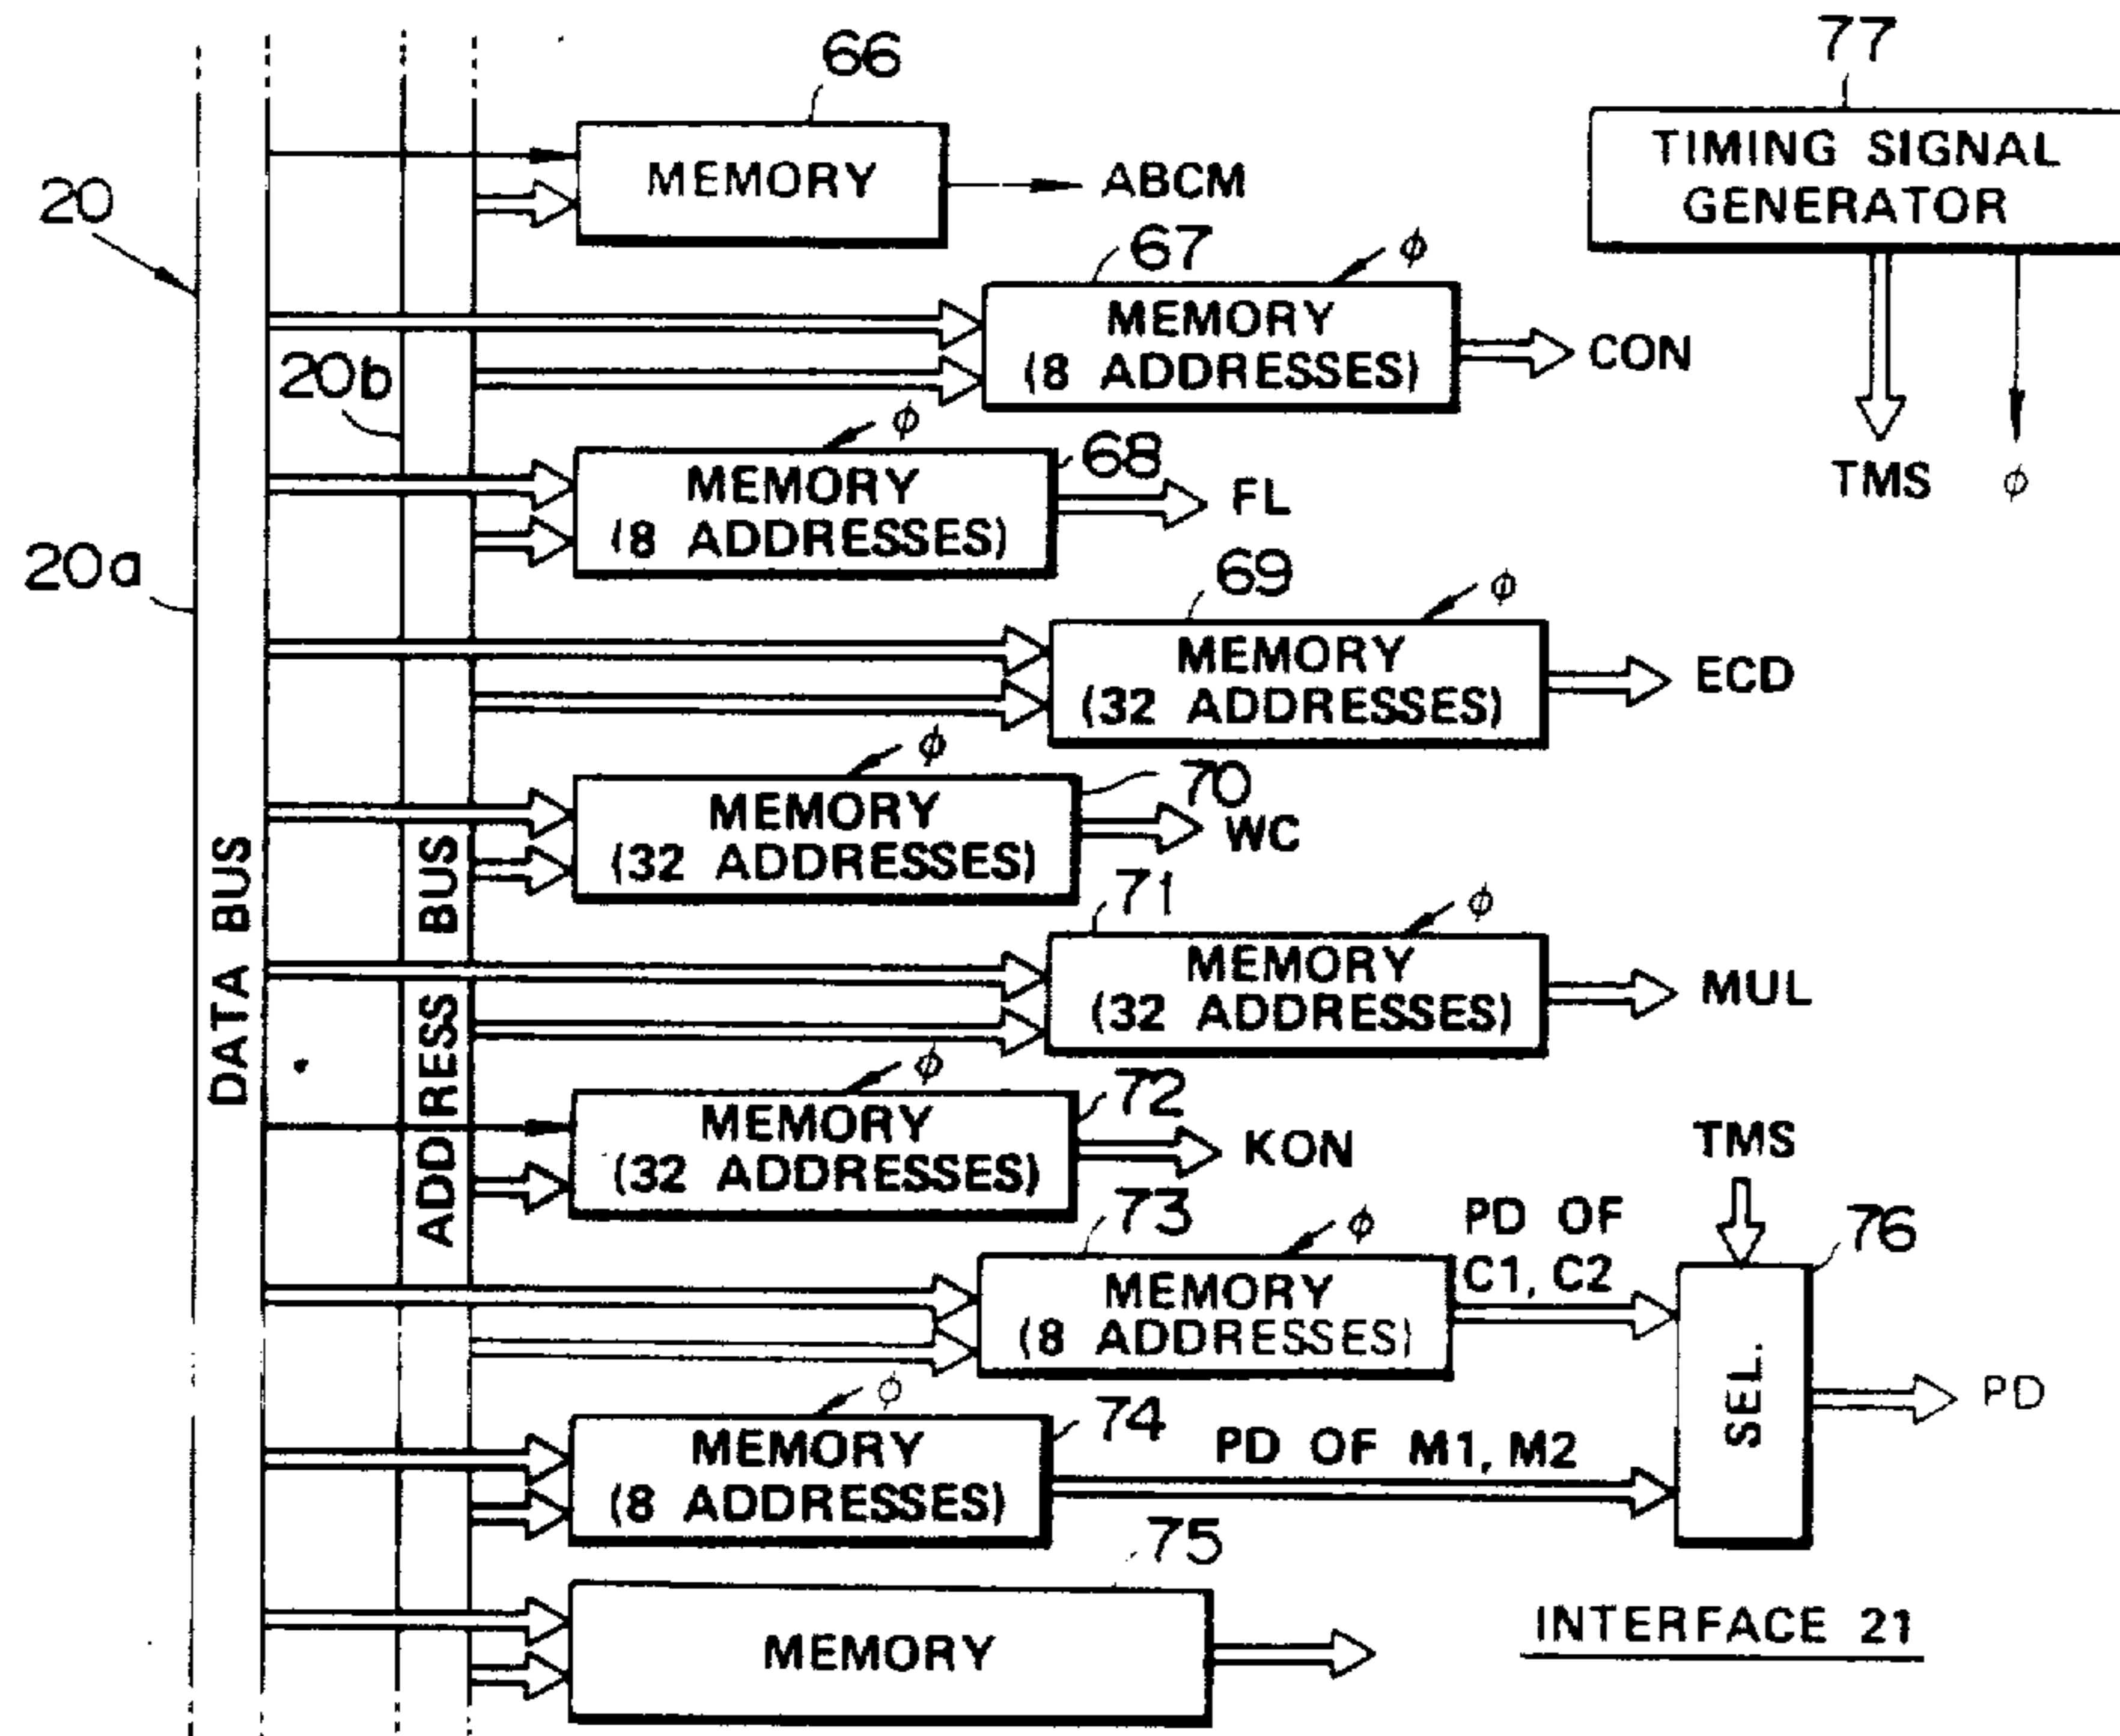 66
77
MEMORY
ABCM
TIMING SIGNAL
GENERATOR
20
67
φ
MEMORY
(8 ADDRESSES)
CON
20b
φ
68
MEMORY
(8 ADDRESSES)
FL
TMS
φ
20a
69
φ
MEMORY
(32 ADDRESSES)
ECD
φ
70
MEMORY
(32 ADDRESSES)
WC
DATA BUS
ADDRESS BUS
71
φ
MEMORY
(32 ADDRESSES)
MUL
φ
72
MEMORY
(32 ADDRESSES)
KON
TMS
73
φ
PD OF
C1, C2
76
MEMORY
(8 ADDRESSES)
SEL.
PD
φ
74
MEMORY
(8 ADDRESSES)
PD OF M1, M2
75
MEMORY
INTERFACE 21